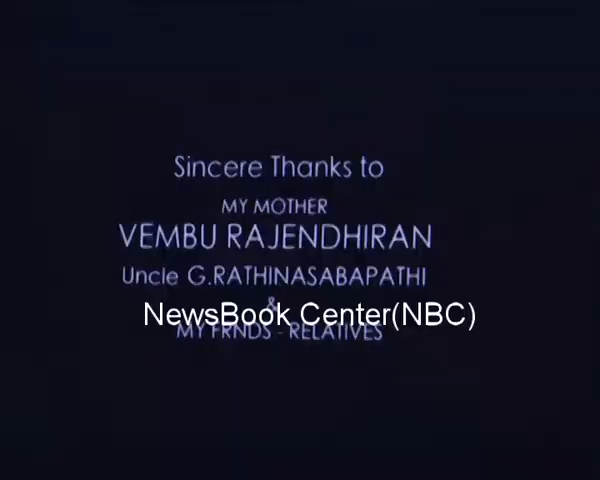 Sincere Thanks to
MY MOTHER
VEMBU RAJENDHIRAN
Uncle G.RATHINASABAPATHI
&
NewsBook Center(NBC)
MY FRNDS - RELATIVES